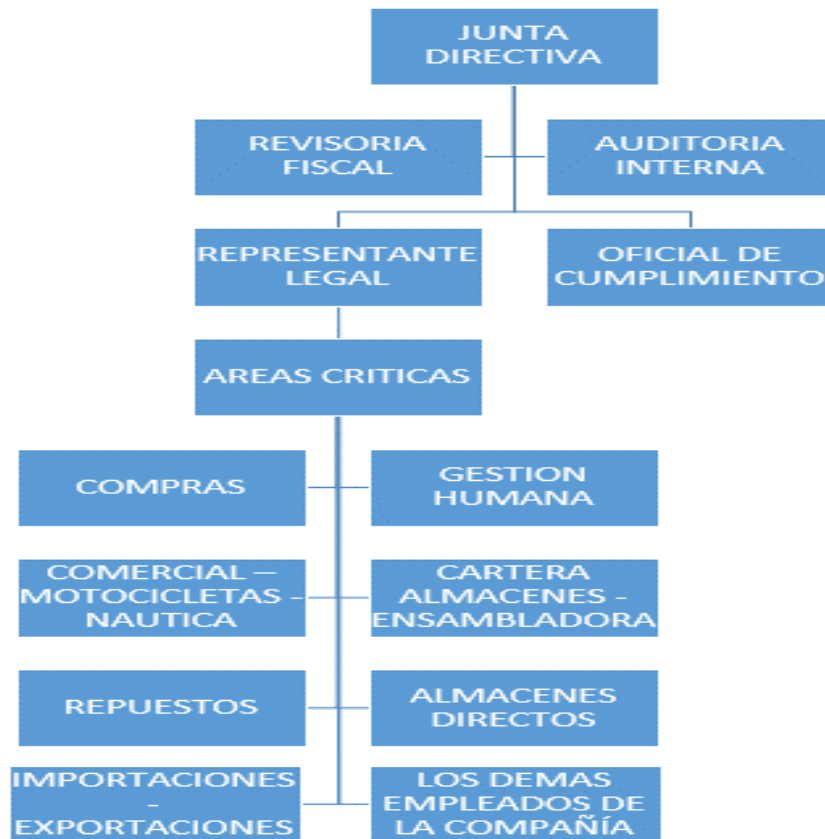 JUNTA
DIRECTIVA
REVISORIA
FISCAL
AUDITORIA
INTERNA
REPRESENTANTE
LEGAL
OFICIAL DE
CUMPLIMIENTO
AREAS CRITICAS
COMPRAS
GESTION
HUMANA
COMERCIAL –
MOTOCICLETAS -
NAUTICA
CARTERA
ALMACENES -
ENSAMBLADORA
REPUESTOS
ALMACENES
DIRECTOS
IMPORTACIONES
-
EXPORTACIONES
LOS DEMAS
EMPLEADOS DE
LA COMPAÑÍA